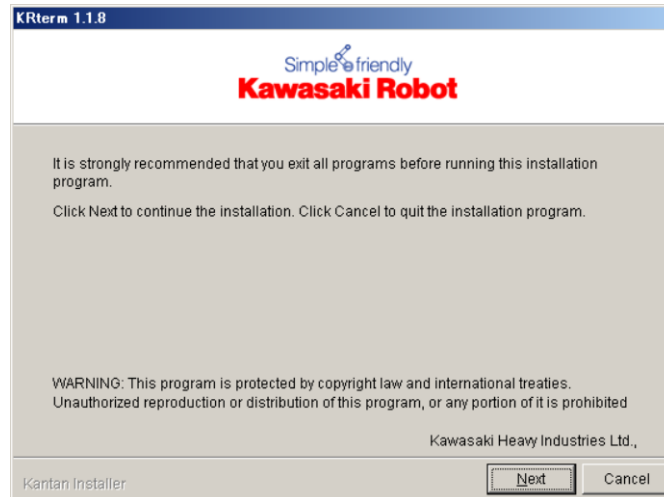 KRterm 1.1.8
Simple & friendly
Kawasaki Robot
It is strongly recommended that you exit all programs before running this installation
program.
Click Next to continue the installation. Click Cancel to quit the installation program.
WARNING: This program is protected by copyright law and international treaties.
Unauthorized reproduction or distribution of this program, or any portion of it is prohibited
Kawasaki Heavy Industries Ltd.,
Kantan Installer
Next
Cancel